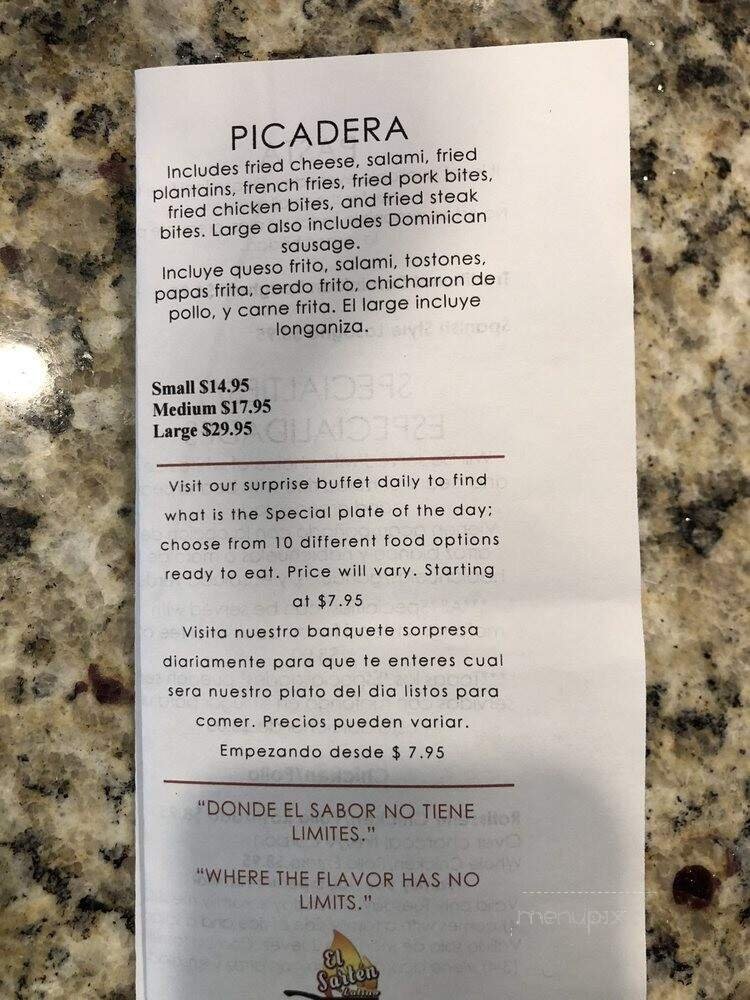 PICADERA
Includes fried cheese, salami, fried
plantains, french fries, fried pork bites,
fried chicken bites, and fried steak
bites. Large also includes Dominican
sausage.
Incluye queso frito, salami, tostones,
papas frita, cerdo frito, chicharron de
pollo, y carne frita. El large incluye
longaniza.
Small $14.95
Medium $17.95
Large $29.95
Visit our surprise buffet daily to find
what is the Special plate of the day;
choose from 10 different food options
ready to eat. Price will vary. Starting
at $7.95
Visita nuestro banquete sorpresa
diariamente para que te enteres cual
sera nuestro plato del dia listos para
comer. Precios pueden variar.
Empezando desde $ 7.95
“DONDE EL SABOR NO TIENE
LIMITES.”
“WHERE THE FLAVOR HAS NO
LIMITS.”
menupix
El
Sarten
Latino